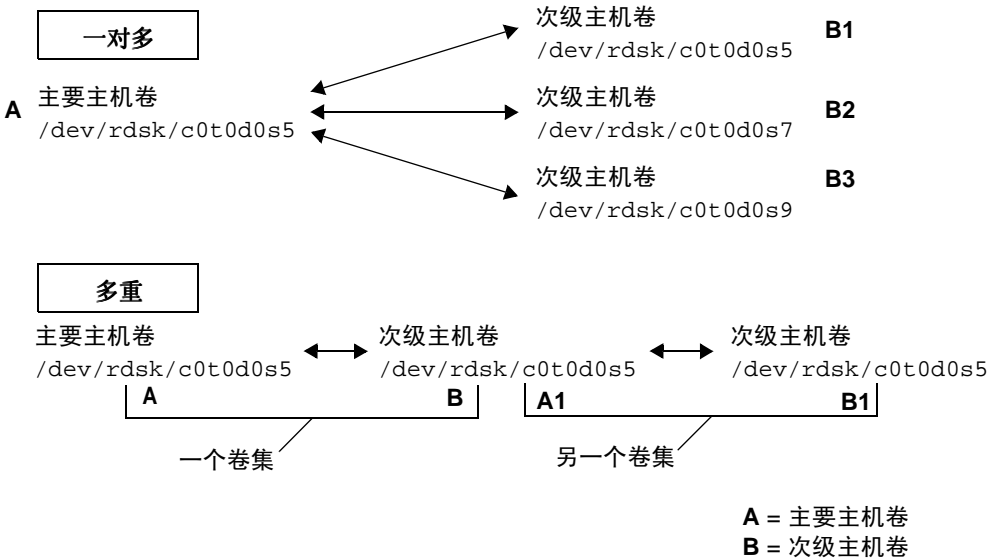 一对多
A
主要主机卷
/dev/rdsk/c0t0d0s5
次级主机卷
/dev/rdsk/c0t0d0s5
B1
次级主机卷
/dev/rdsk/c0t0d0s7
B2
次级主机卷
/dev/rdsk/c0t0d0s9
B3
多重
主要主机卷
/dev/rdsk/c0t0d0s5
次级主机卷
/dev/rdsk/c0t0d0s5
次级主机卷
/dev/rdsk/c0t0d0s5
A
B
A1
B1
一个卷集
另一个卷集
A = 主要主机卷
B = 次级主机卷